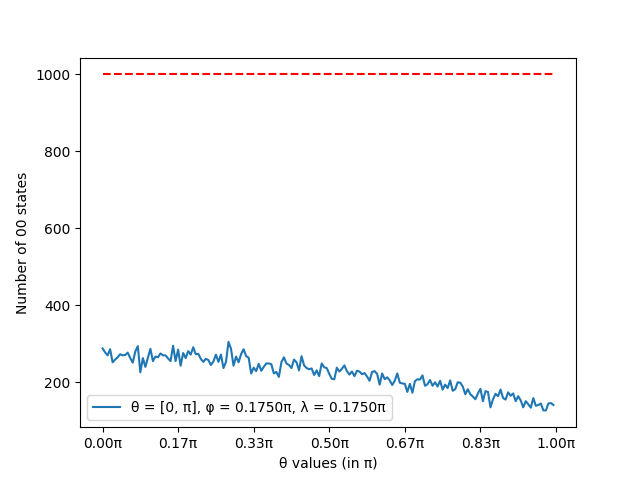 1000
800
600
400
200
Number of 00 states
θ = [0, π], φ = 0.1750π, λ = 0.1750π
0.00π 0.17π 0.33π 0.50π 0.67π 0.83π 1.00π
θ values (in π)